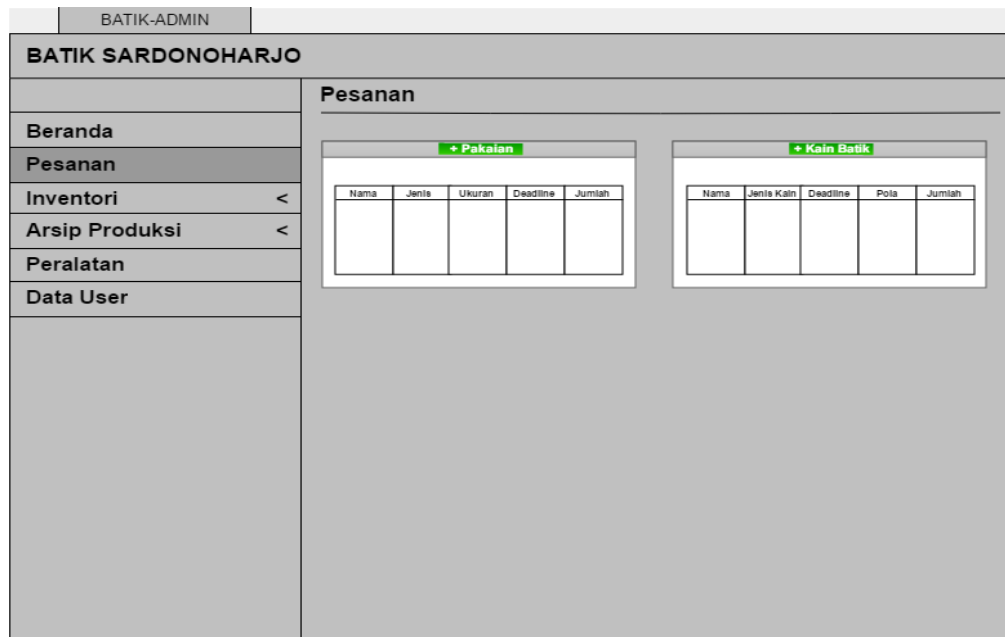 BATIK-ADMIN
BATIK SARDONOHARJO
Beranda
Pesanan
Inventori <
Arsip Produksi <
Peralatan
Data User
Pesanan
+ Pakaian
Nama Jenis Ukuran Deadline Jumlah
+ Kain Batik
Nama Jenis Kain Deadline Pola Jumlah